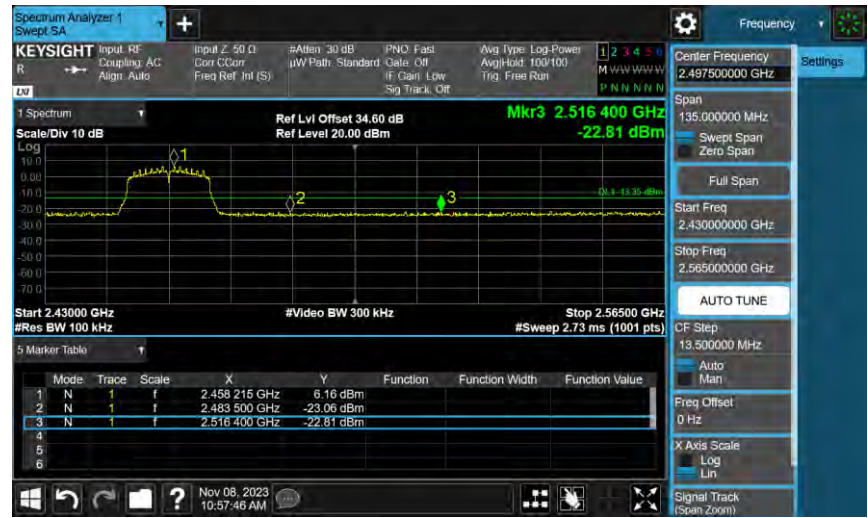 Spectrum Analyzer 1
Swept SA
+
Frequency
KEYSIGHT
R
LXI
Input: RF
Coupling: AC
Align: Auto
Input Z: 50 Ω
Corr CCorr
Freq Ref: Int (S)
#Atten: 30 dB
µW Path: Standard
PNO: Fast
Gate: Off
IF Gain: Low
Sig Track: Off
Avg Type: Log-Power
Avg|Hold: 100/100
Trig: Free Run
1 2 3 4 5 6
M W W W W W
P N N N N N
Center Frequency
2.497500000 GHz
Settings
Span
135.000000 MHz
Swept Span
Zero Span
Full Span
Start Freq
2.430000000 GHz
Stop Freq
2.565000000 GHz
AUTO TUNE
CF Step
13.500000 MHz
Auto
Man
Freq Offset
0 Hz
X Axis Scale
Log
Lin
Signal Track
(Span Zoom)
1 Spectrum
Scale/Div 10 dB
Ref Lvl Offset 34.60 dB
Ref Level 20.00 dBm
Mkr3 2.516 400 GHz
-22.81 dBm
Log
10.0
0.00
-10.0
-20.0
-30.0
-40.0
-50.0
-60.0
-70.0
1
2
3
DL1 -13.35 dBm
Start 2.43000 GHz
#Video BW 300 kHz
Stop 2.56500 GHz
#Res BW 100 kHz
#Sweep 2.73 ms (1001 pts)
5 Marker Table
Mode Trace Scale X Y Function Function Width Function Value
1 N 1 f 2.458 215 GHz 6.16 dBm
2 N 1 f 2.483 500 GHz -23.06 dBm
3 N 1 f 2.516 400 GHz -22.81 dBm
4
5
6
?
Nov 08, 2023
10:57:46 AM